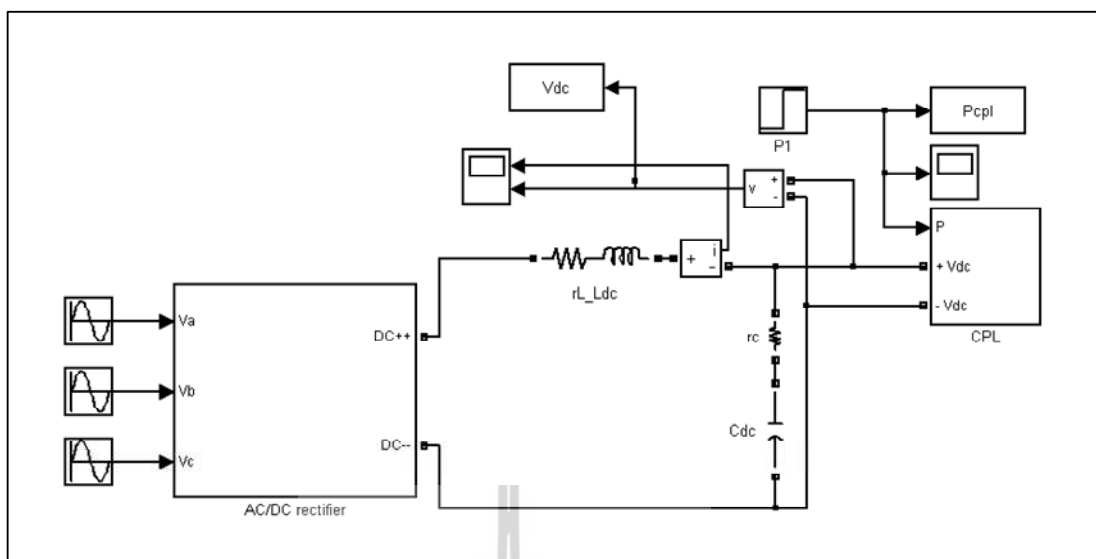 Vdc
P1
Pcpl
v
+
-
P
+ Vdc
- Vdc
CPL
+
i
-
rL_Ldc
Va
Vb
Vc
DC++
DC--
AC/DC rectifier
rc
Cdc